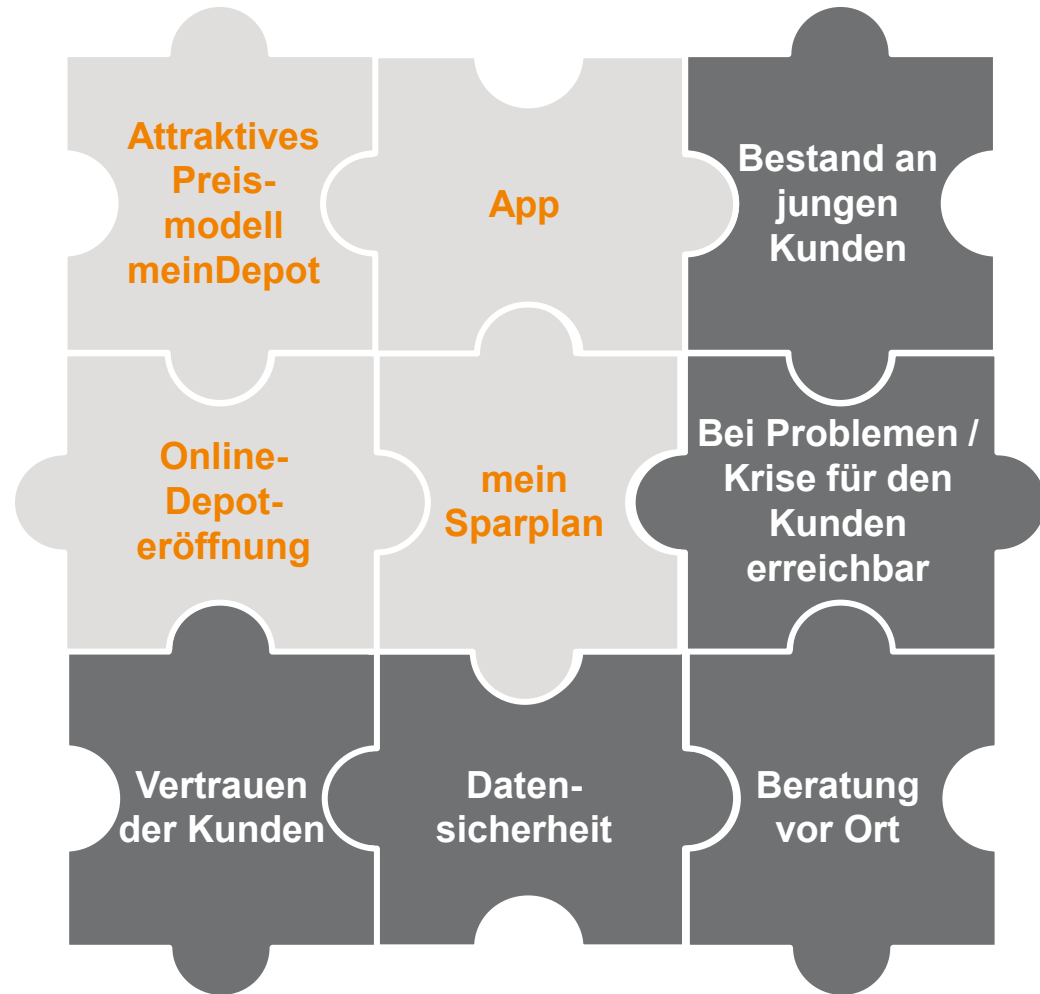 Attraktives
Preis-
modell
meinDepot
App
Bestand an
jungen
Kunden
Online-
Depot-
eröffnung
mein
Sparplan
Bei Problemen /
Krise für den
Kunden
erreichbar
Vertrauen
der Kunden
Daten-
sicherheit
Beratung
vor Ort